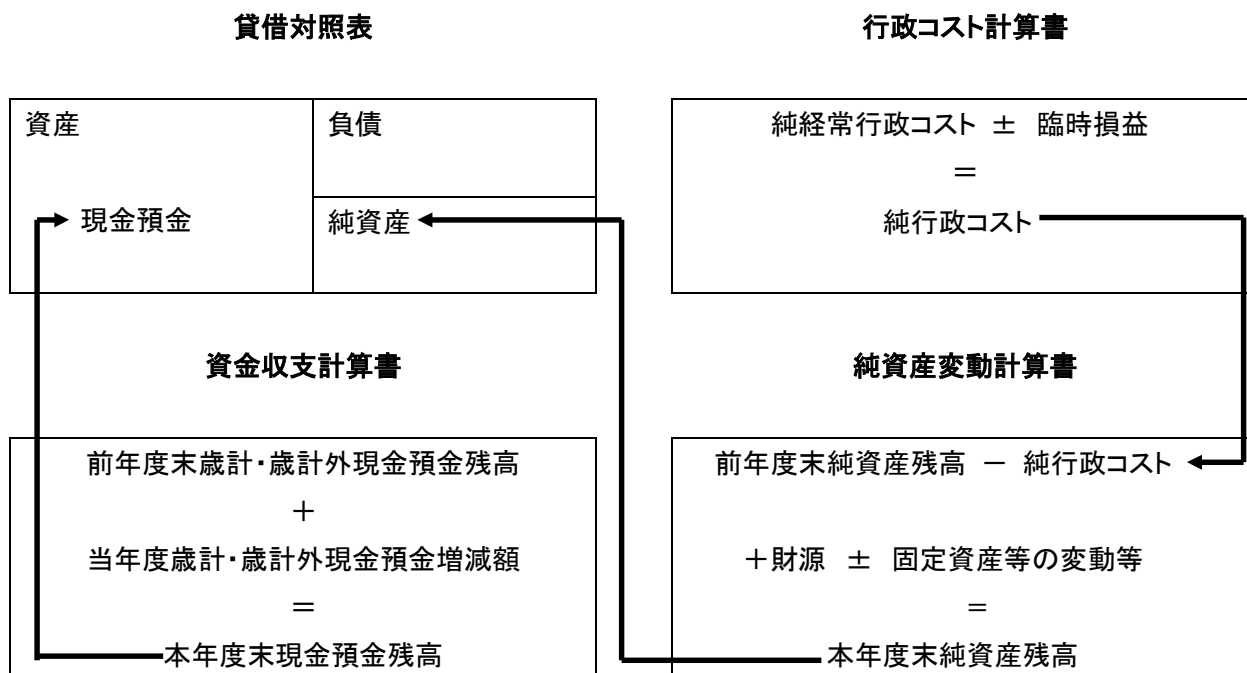 貸借対照表
資産
負債
現金預金
純資産
行政コスト計算書
純経常行政コスト ± 臨時損益
＝
純行政コスト
資金収支計算書
前年度末歳計・歳計外現金預金残高
＋
当年度歳計・歳計外現金預金増減額
＝
本年度末現金預金残高
純資産変動計算書
前年度末純資産残高 － 純行政コスト
＋財源 ± 固定資産等の変動等
＝
本年度末純資産残高